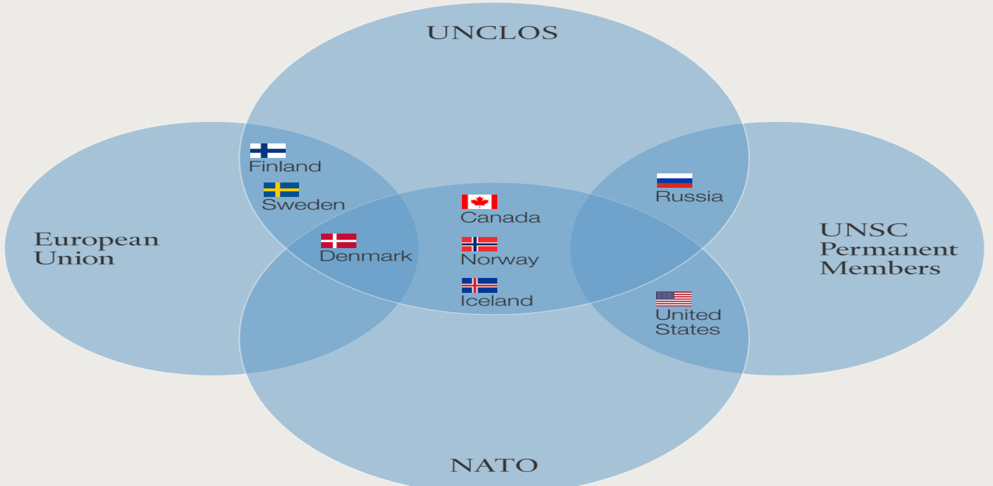 UNCLOS
Finland
Sweden
European
Union
Denmark
Canada
Norway
Iceland
Russia
United
States
UNSC
Permanent
Members
NATO